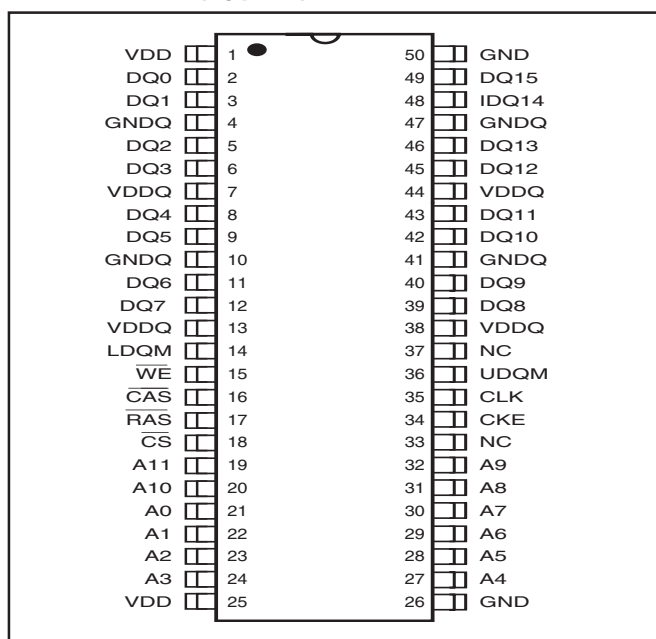 VDD 1 50 GND
DQ0 2 49 DQ15
DQ1 3 48 IDQ14
GNDQ 4 47 GNDQ
DQ2 5 46 DQ13
DQ3 6 45 DQ12
VDDQ 7 44 VDDQ
DQ4 8 43 DQ11
DQ5 9 42 DQ10
GNDQ 10 41 GNDQ
DQ6 11 40 DQ9
DQ7 12 39 DQ8
VDDQ 13 38 VDDQ
LDQM 14 37 NC
W̅E̅ 15 36 UDQM
C̅A̅S̅ 16 35 CLK
R̅A̅S̅ 17 34 CKE
C̅S̅ 18 33 NC
A11 19 32 A9
A10 20 31 A8
A0 21 30 A7
A1 22 29 A6
A2 23 28 A5
A3 24 27 A4
VDD 25 26 GND